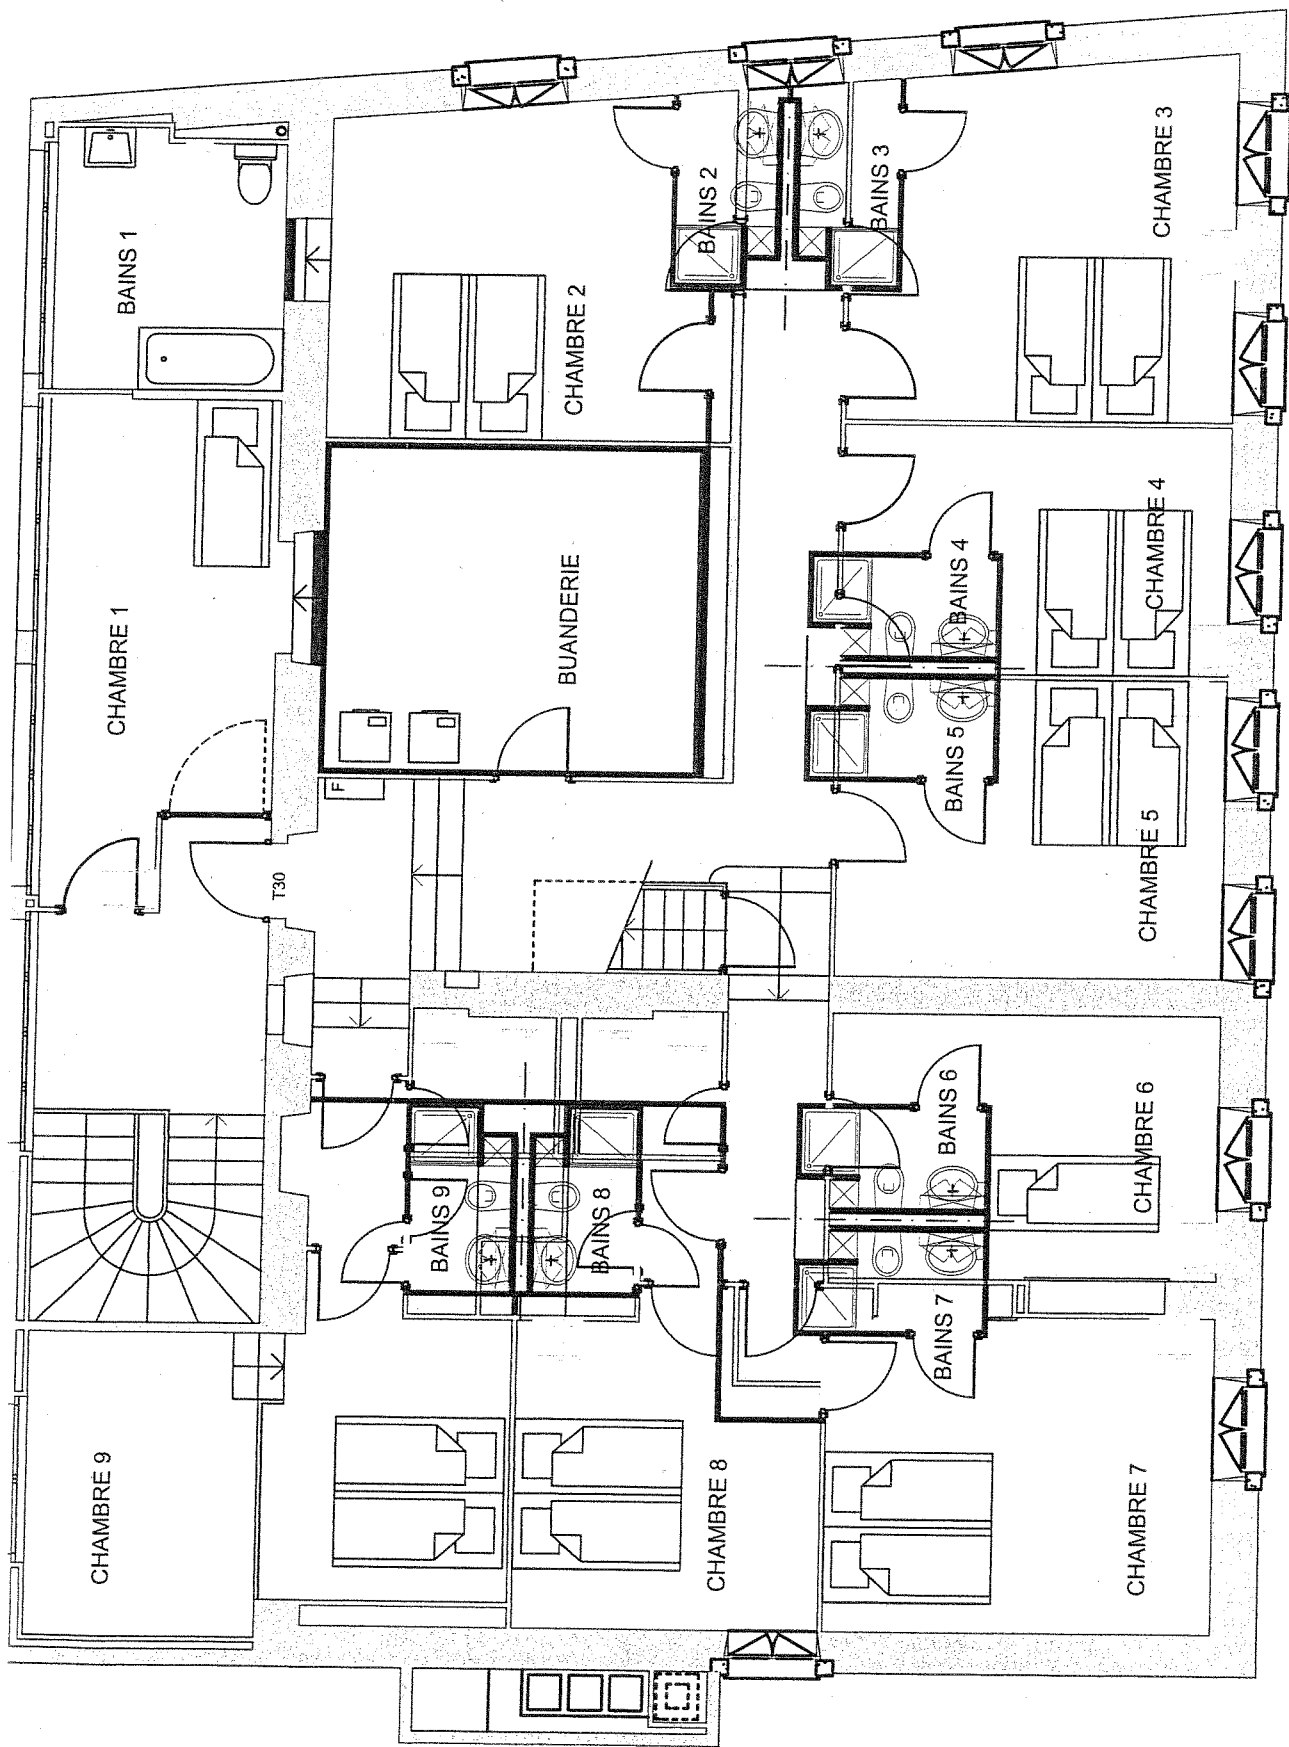 BAINS 1
CHAMBRE 1
CHAMBRE 2
BAINS 2
BAINS 3
CHAMBRE 3
BUANDERIE
BAINS 4
CHAMBRE 4
BAINS 5
CHAMBRE 5
F
T30
BAINS 6
CHAMBRE 6
BAINS 7
CHAMBRE 7
BAINS 8
CHAMBRE 8
BAINS 9
CHAMBRE 9